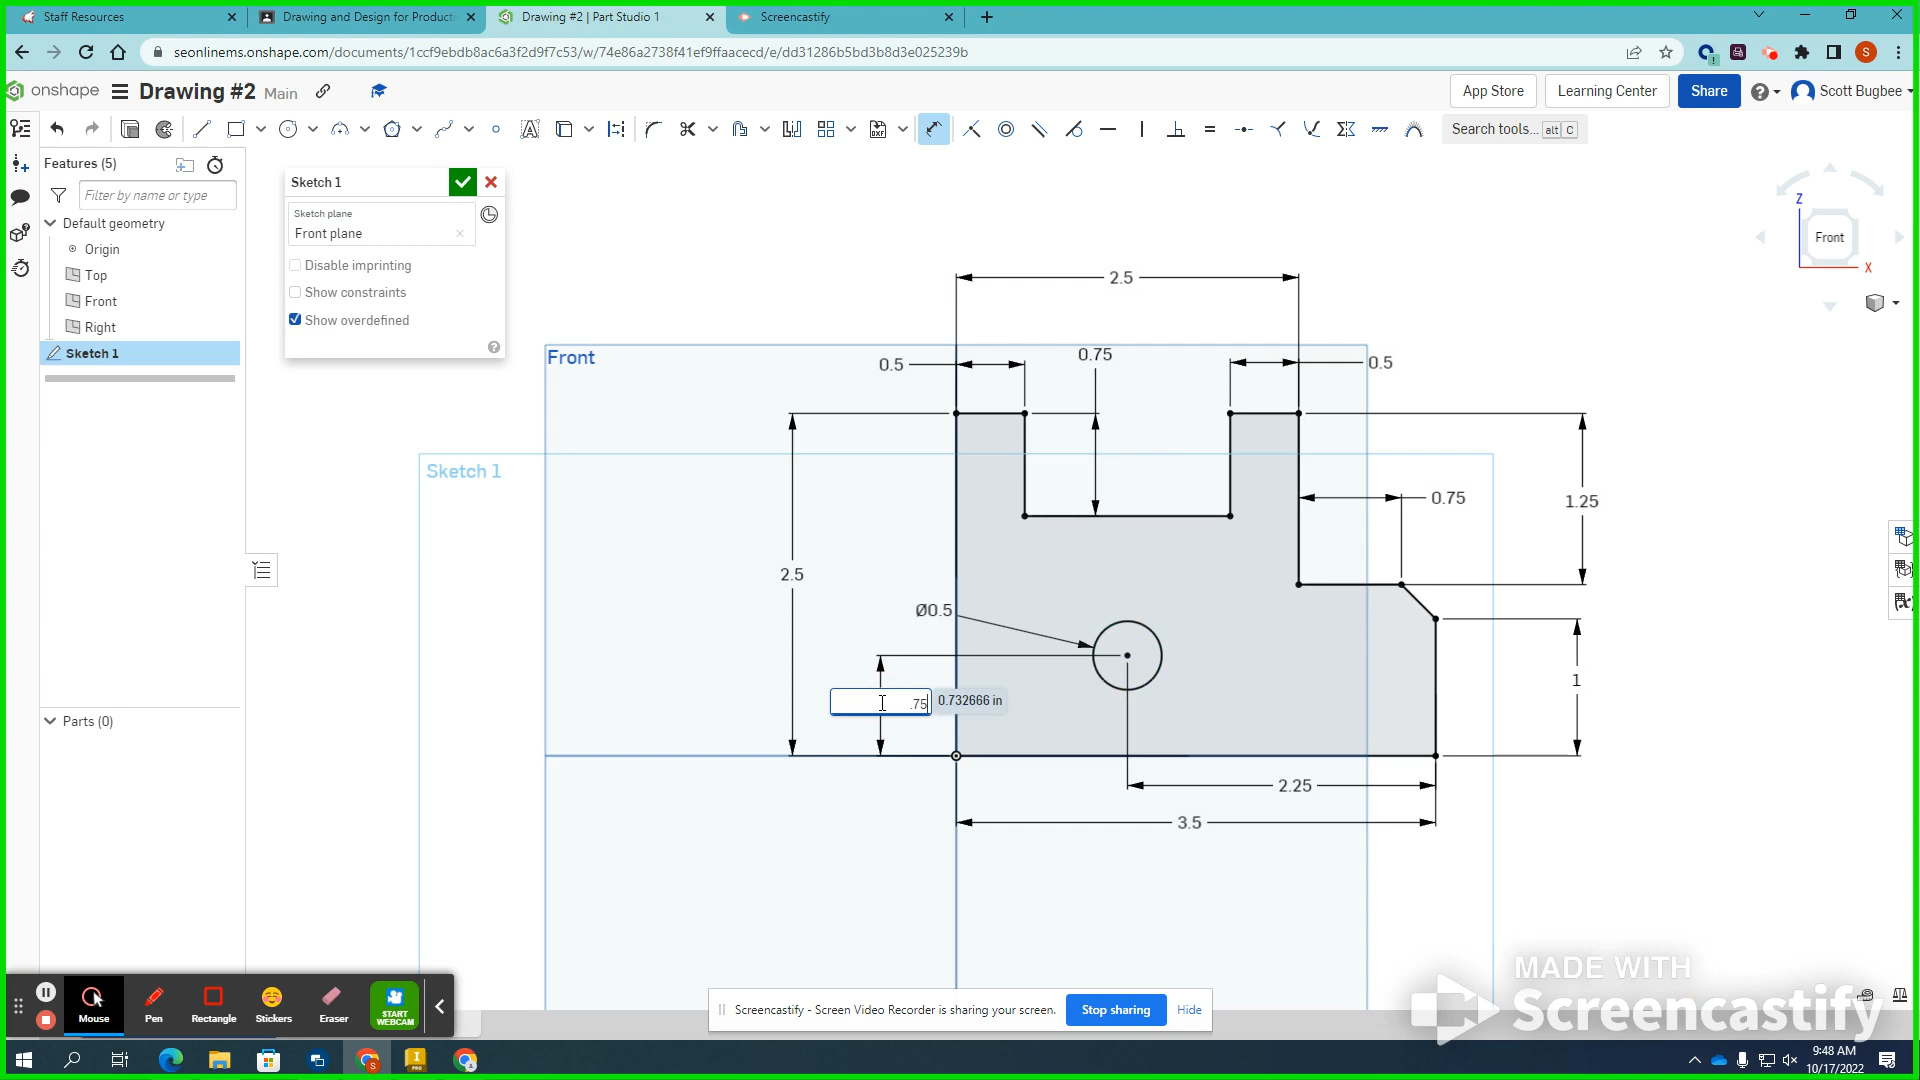 Staff Resources
Drawing and Design for Producti
Drawing #2 | Part Studio 1
Screencastify
seonlinems.onshape.com/documents/1ccf9ebdb8ac6a3f2d9f7c53/w/74e86a2738f41ef9ffaacecd/e/dd31286b5bd3b8d3e025239b
S
onshape
Drawing #2 Main
App Store
Learning Center
Share
Scott Bugbee
DXF
Search tools... alt C
Features (5)
Filter by name or type
Default geometry
Origin
Top
Front
Right
Sketch 1
Parts (0)
Sketch 1
Sketch plane
Front plane
Disable imprinting
Show constraints
Show overdefined
Z
Front
X
2.5
Front
0.5
0.75
0.5
Sketch 1
0.75
1.25
2.5
Ø0.5
1
.75
0.732666 in
2.25
3.5
Mouse
Pen
Rectangle
Stickers
Eraser
START
WEBCAM
Screencastify - Screen Video Recorder is sharing your screen.
Stop sharing
Hide
MADE WITH
Screencastify
9:48 AM
10/17/2022